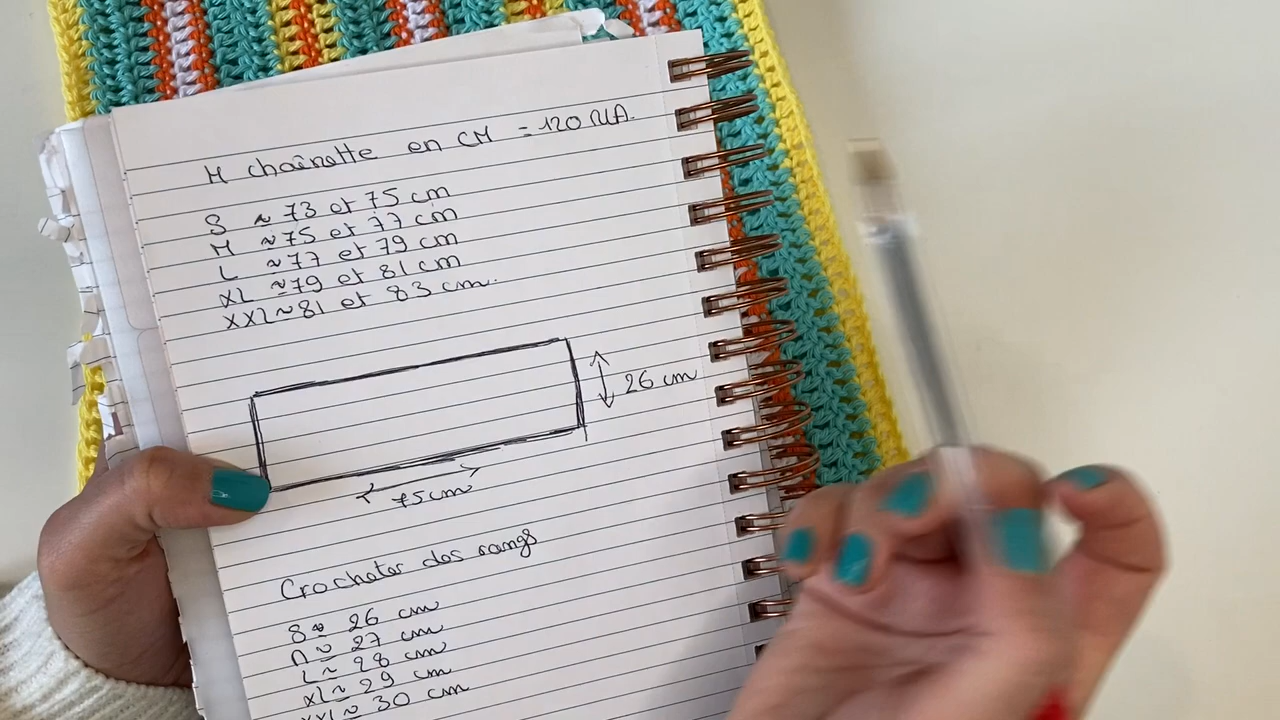 M chaînette en CM = 120 MA.
S ≈ 73 et 75 cm
M ≈ 75 et 77 cm
L ≈ 77 et 79 cm
XL ≈ 79 et 81 cm
XXL ≈ 81 et 83 cm.
26 cm
75 cm
Crocheter des rangs
S ≈ 26 cm
M ≈ 27 cm
L ≈ 28 cm
XL ≈ 29 cm
XXL ≈ 30 cm